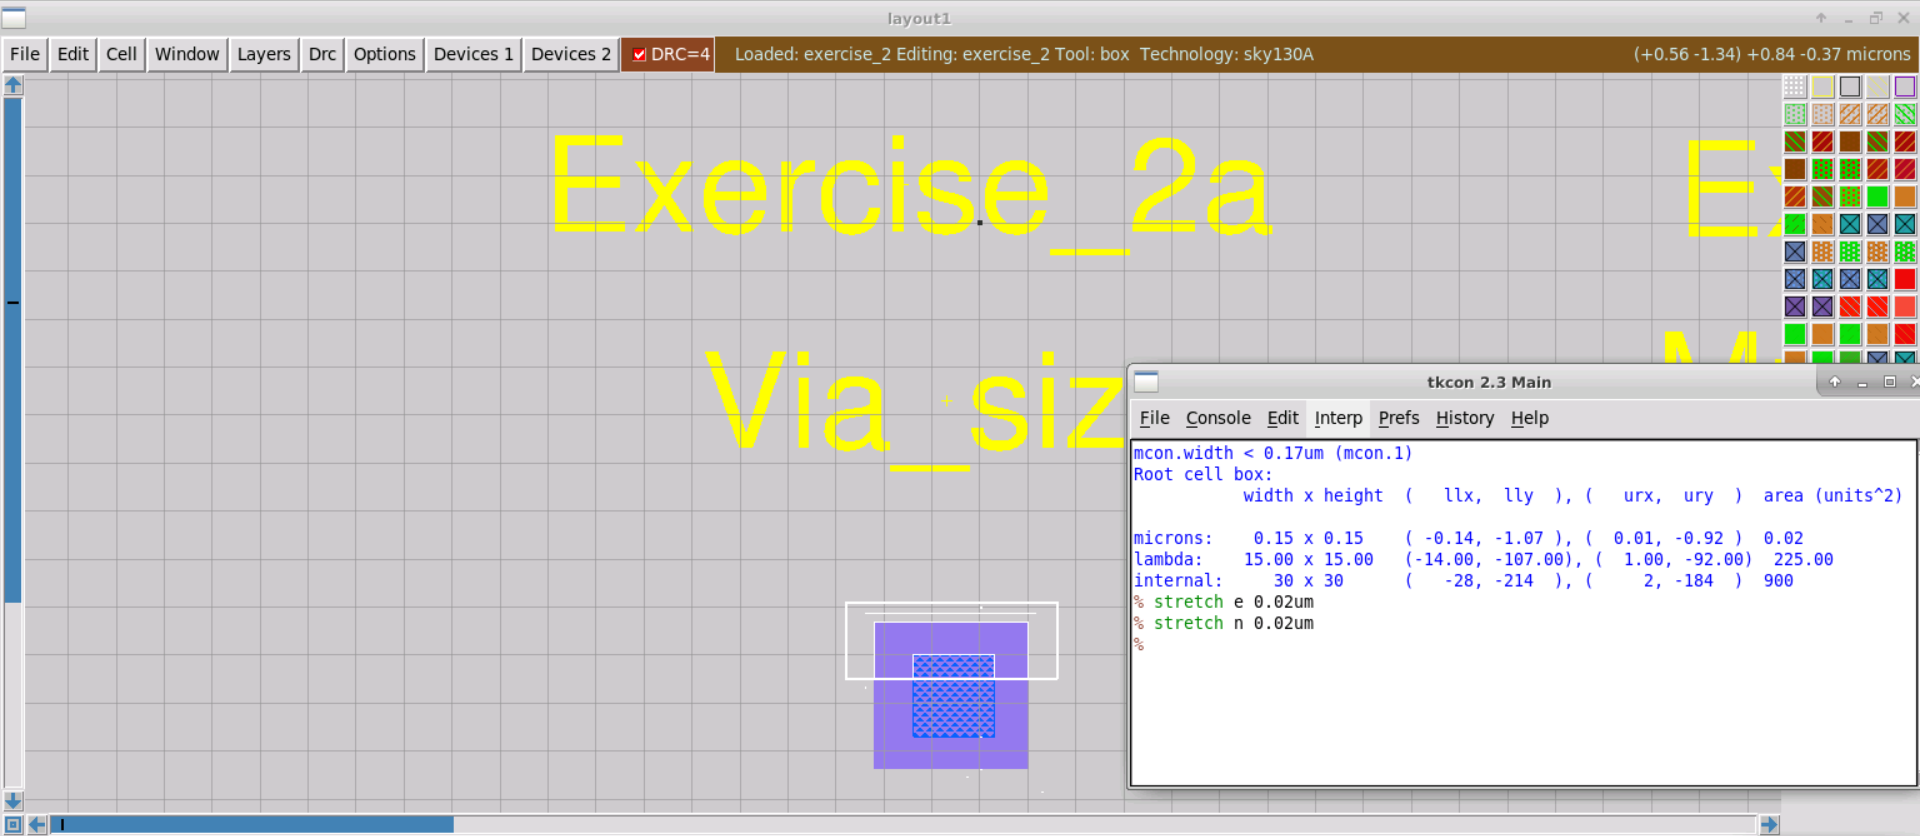 layout1
File Edit Cell Window Layers Drc Options Devices 1 Devices 2 DRC=4 Loaded: exercise_2 Editing: exercise_2 Tool: box Technology: sky130A (+0.56 -1.34) +0.84 -0.37 microns
Exercise_2a
E
Via_siz
M
tkcon 2.3 Main
File Console Edit Interp Prefs History Help
mcon.width < 0.17um (mcon.1)
Root cell box:
width x height ( llx, lly ), ( urx, ury ) area (units^2)
microns: 0.15 x 0.15 ( -0.14, -1.07 ), ( 0.01, -0.92 ) 0.02
lambda: 15.00 x 15.00 (-14.00, -107.00), ( 1.00, -92.00) 225.00
internal: 30 x 30 ( -28, -214 ), ( 2, -184 ) 900
% stretch e 0.02um
% stretch n 0.02um
%